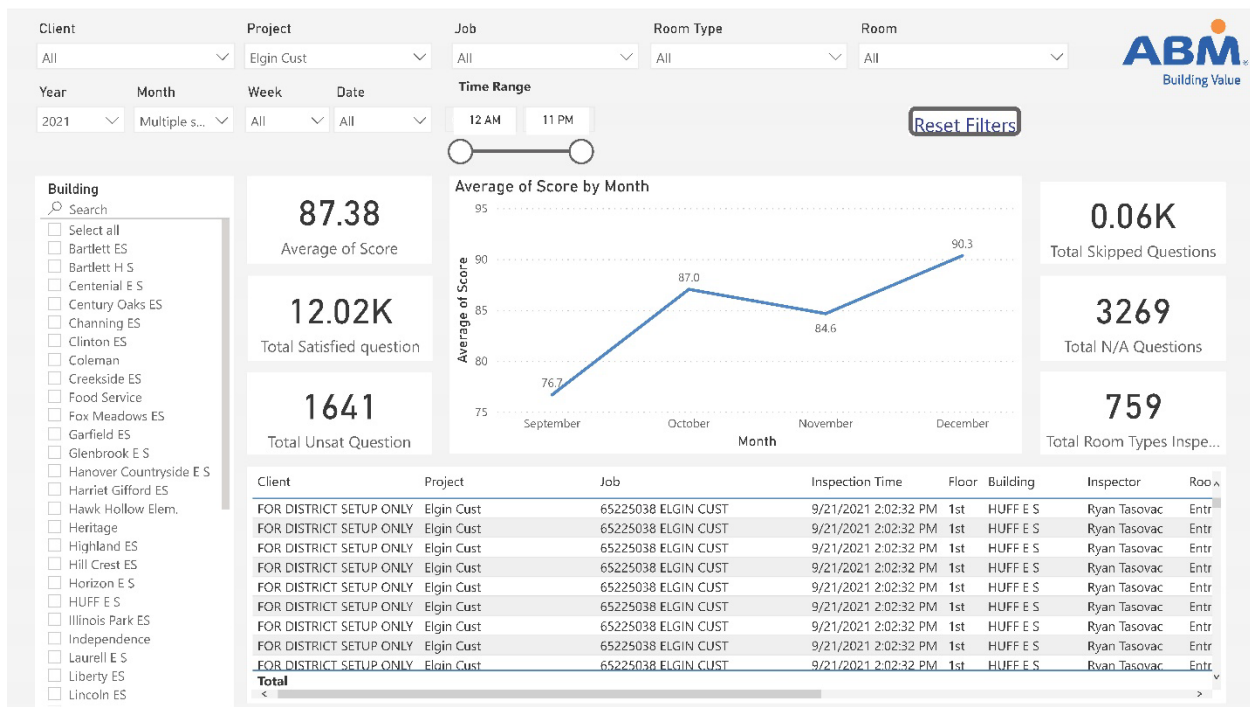 Client Project Job Room Type Room
All Elgin Cust All All All
ABM
Building Value
Year Month Week Date Time Range
2021 Multiple s... All All 12 AM 11 PM
Reset Filters
Building
Search
Select all
Bartlett ES
Bartlett H S
Centenial E S
Century Oaks ES
Channing ES
Clinton ES
Coleman
Creekside ES
Food Service
Fox Meadows ES
Garfield ES
Glenbrook E S
Hanover Countryside E S
Harriet Gifford ES
Hawk Hollow Elem.
Heritage
Highland ES
Hill Crest ES
Horizon E S
HUFF E S
Illinois Park ES
Independence
Laurell E S
Liberty ES
Lincoln ES
87.38
Average of Score
12.02K
Total Satisfied question
1641
Total Unsat Question
Average of Score by Month
Average of Score
95
90
85
80
75
76.7
87.0
84.6
90.3
September October November December
Month
0.06K
Total Skipped Questions
3269
Total N/A Questions
759
Total Room Types Inspe...
Client Project Job Inspection Time Floor Building Inspector Roo
FOR DISTRICT SETUP ONLY Elgin Cust 65225038 ELGIN CUST 9/21/2021 2:02:32 PM 1st HUFF E S Ryan Tasovac Entr
FOR DISTRICT SETUP ONLY Elgin Cust 65225038 ELGIN CUST 9/21/2021 2:02:32 PM 1st HUFF E S Ryan Tasovac Entr
FOR DISTRICT SETUP ONLY Elgin Cust 65225038 ELGIN CUST 9/21/2021 2:02:32 PM 1st HUFF E S Ryan Tasovac Entr
FOR DISTRICT SETUP ONLY Elgin Cust 65225038 ELGIN CUST 9/21/2021 2:02:32 PM 1st HUFF E S Ryan Tasovac Entr
FOR DISTRICT SETUP ONLY Elgin Cust 65225038 ELGIN CUST 9/21/2021 2:02:32 PM 1st HUFF E S Ryan Tasovac Entr
FOR DISTRICT SETUP ONLY Elgin Cust 65225038 ELGIN CUST 9/21/2021 2:02:32 PM 1st HUFF E S Ryan Tasovac Entr
FOR DISTRICT SETUP ONLY Elgin Cust 65225038 ELGIN CUST 9/21/2021 2:02:32 PM 1st HUFF E S Ryan Tasovac Entr
FOR DISTRICT SETUP ONLY Elgin Cust 65225038 ELGIN CUST 9/21/2021 2:02:32 PM 1st HUFF E S Ryan Tasovac Entr
FOR DISTRICT SETUP ONLY Elgin Cust 65225038 ELGIN CUST 9/21/2021 2:02:32 PM 1st HUFF E S Ryan Tasovac Entr
Total